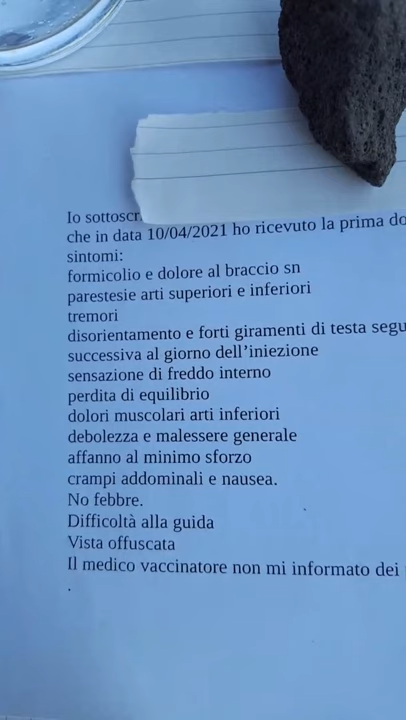 Io sottoscr
che in data 10/04/2021 ho ricevuto la prima do
sintomi:
formicolio e dolore al braccio sn
parestesie arti superiori e inferiori
tremori
disorientamento e forti giramenti di testa segu
successiva al giorno dell'iniezione
sensazione di freddo interno
perdita di equilibrio
dolori muscolari arti inferiori
debolezza e malessere generale
affanno al minimo sforzo
crampi addominali e nausea.
No febbre.
Difficoltà alla guida
Vista offuscata
Il medico vaccinatore non mi informato dei
.